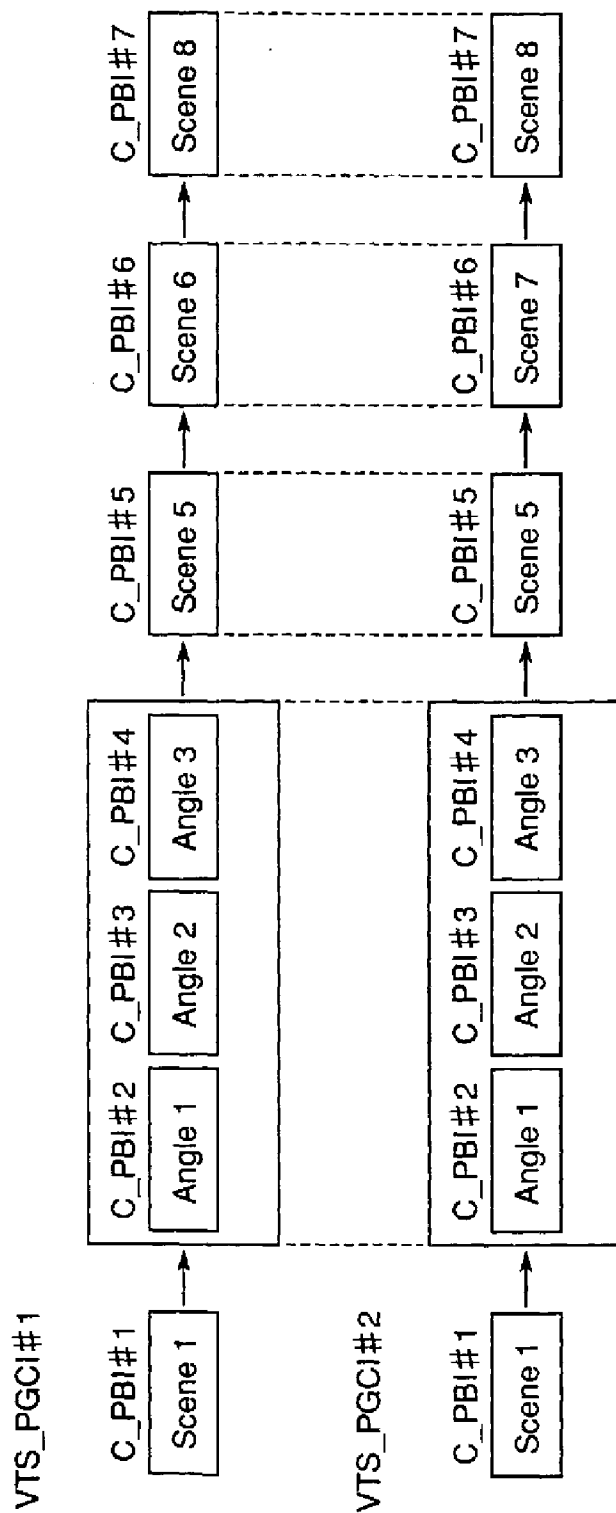 VTS_PGCI#1
C_PBI#1 C_PBI#2 C_PBI#3 C_PBI#4 C_PBI#5 C_PBI#6 C_PBI#7
Scene 1 Angle 1 Angle 2 Angle 3 Scene 5 Scene 6 Scene 8
VTS_PGCI#2
C_PBI#1 C_PBI#2 C_PBI#3 C_PBI#4 C_PBI#5 C_PBI#6 C_PBI#7
Scene 1 Angle 1 Angle 2 Angle 3 Scene 5 Scene 7 Scene 8